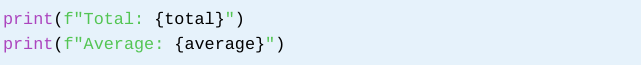 print(f"Total: {total}")
print(f"Average: {average}")